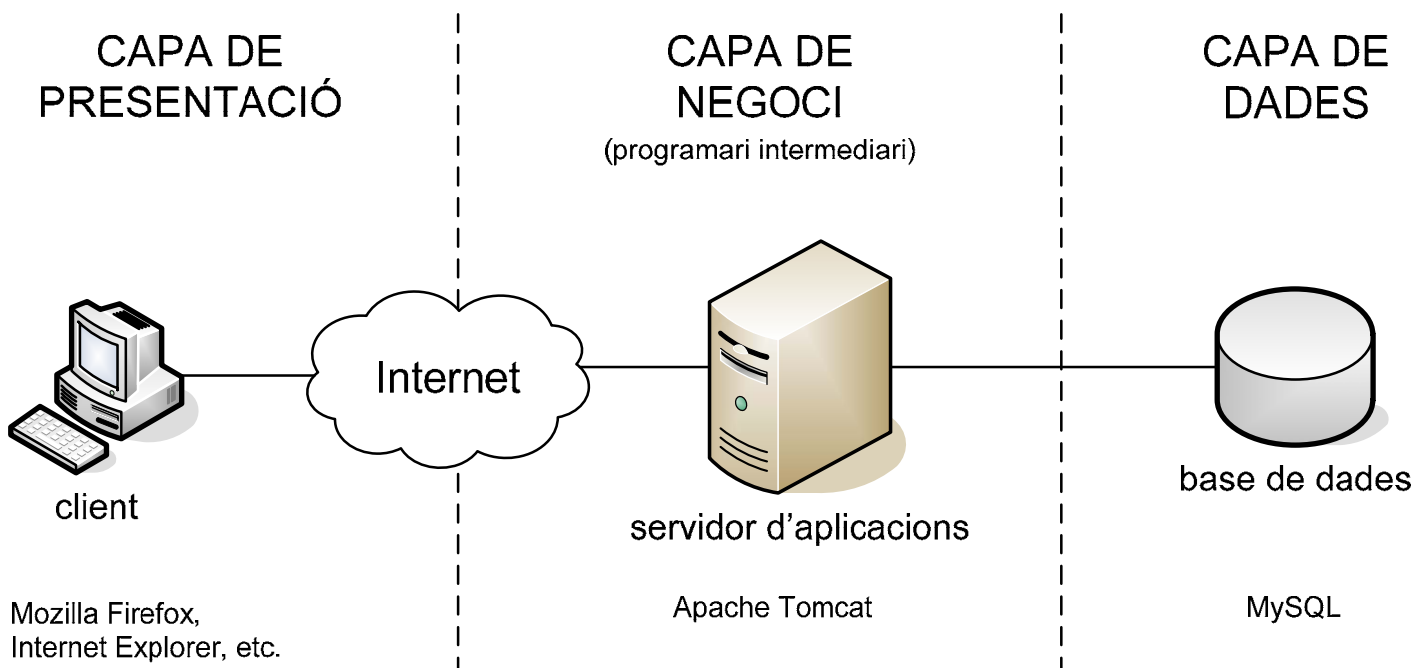 CAPA DE
PRESENTACIÓ
CAPA DE
NEGOCI
(programari intermediari)
CAPA DE
DADES
Internet
client
servidor d’aplicacions
base de dades
Mozilla Firefox,
Internet Explorer, etc.
Apache Tomcat
MySQL